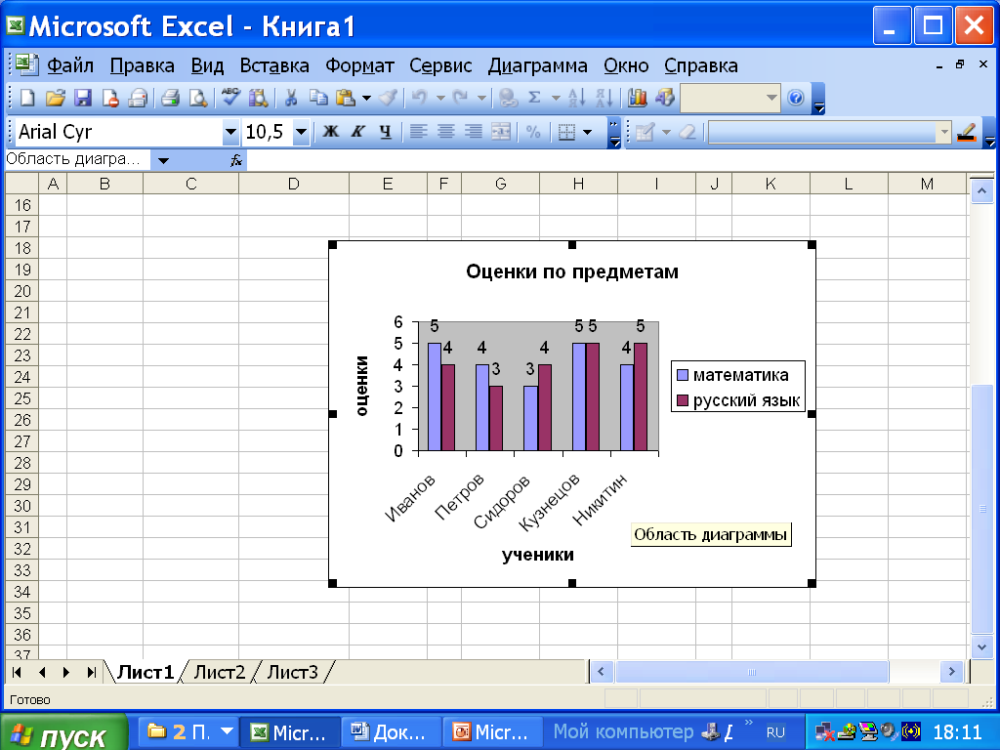 Microsoft Excel - Книга1
Файл Правка Вид Вставка Формат Сервис Диаграмма Окно Справка
Arial Cyr 10,5 Ж К Ч %
Область диагра... fx
A B C D E F G H I J K L M
16
17
18
19
20
21
22
23
24
25
26
27
28
29
30
31
32
33
34
35
36
37
Оценки по предметам
оценки
6
5
4
3
2
1
0
5 4 4 3 3 4 5 5 4 5
математика
русский язык
Иванов Петров Сидоров Кузнецов Никитин
Область диаграммы
ученики
Лист1 Лист2 Лист3
Готово
пуск 2 П. Micr... Док... Micr... Мой компьютер » RU 18:11